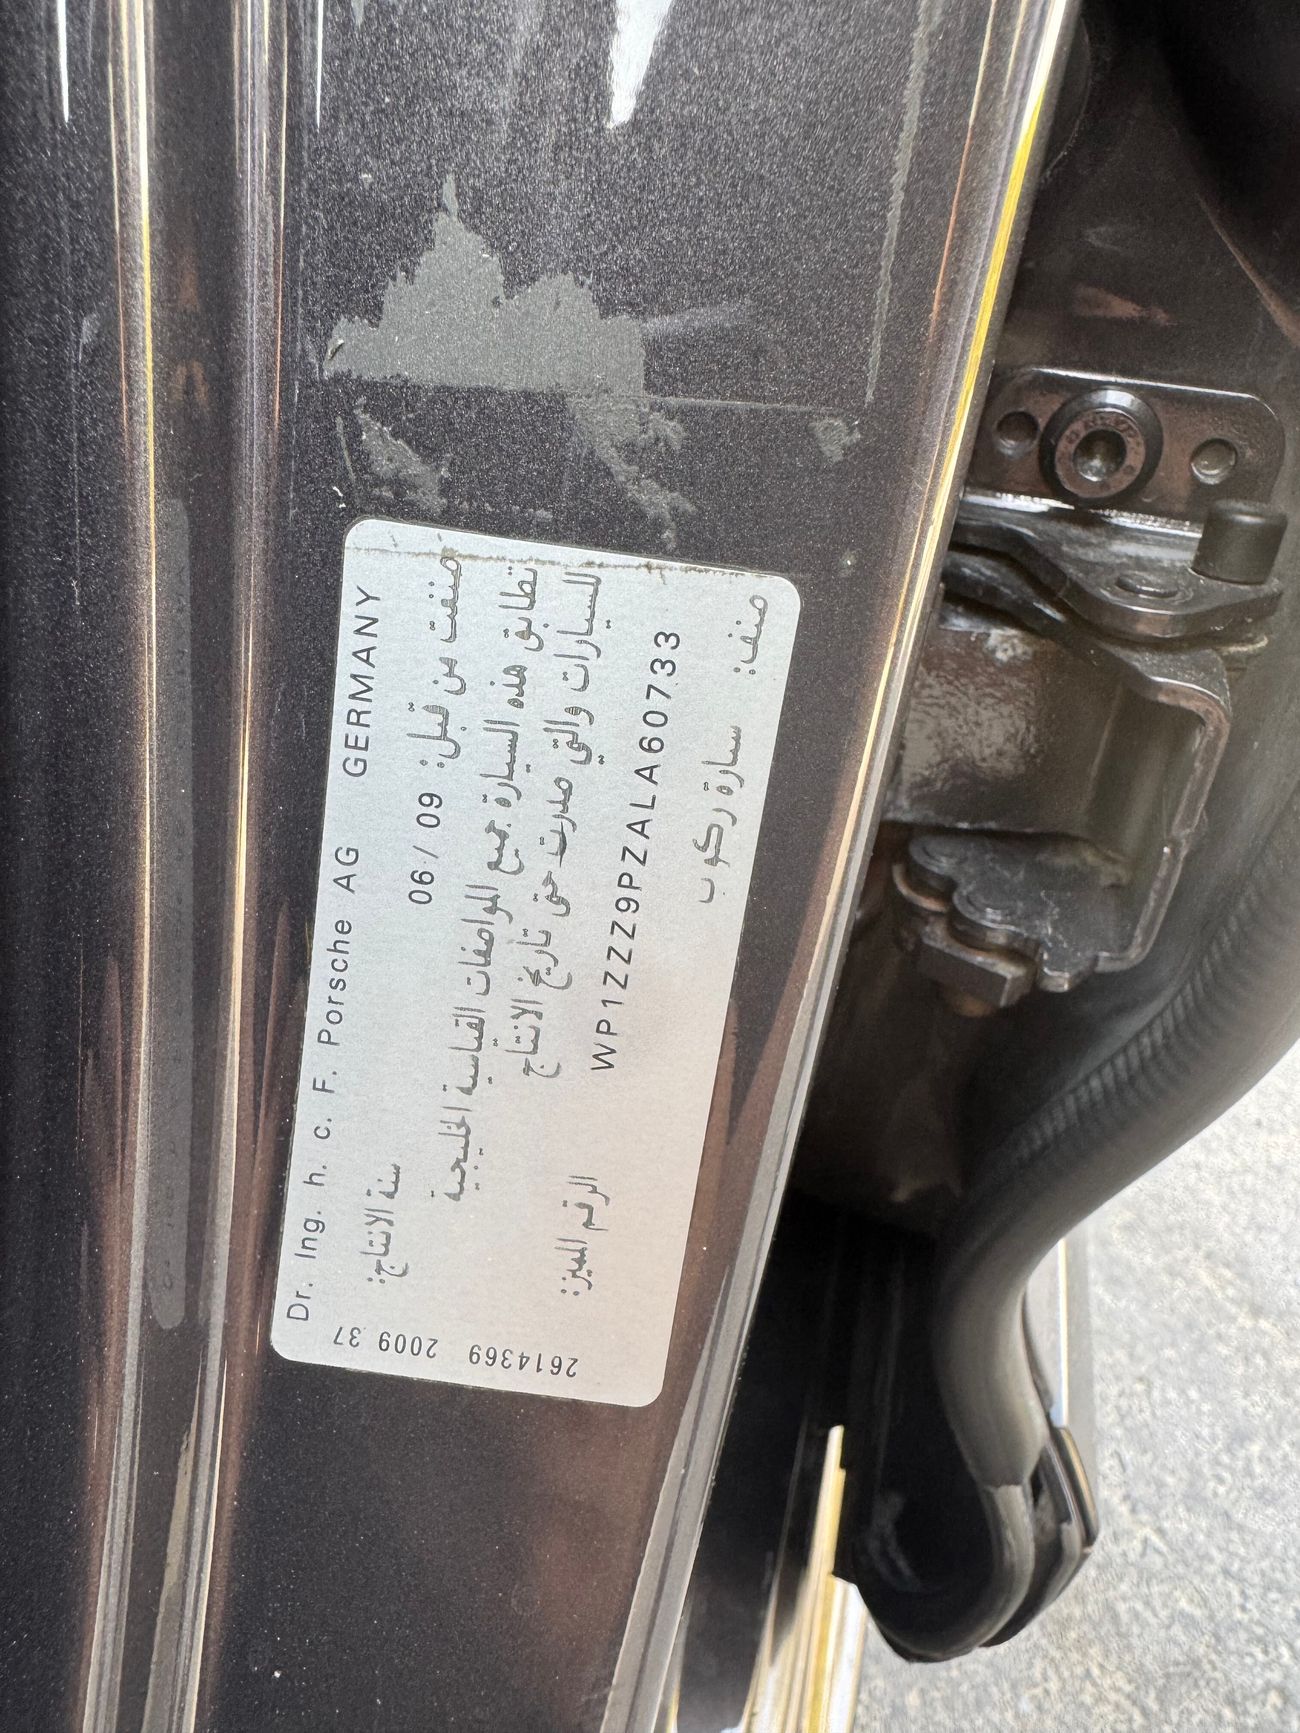 Dr. Ing. h. c. F. Porsche AG GERMANY
صنعت من قبل:
سنة الانتاج: 06 / 09
تطابق هذه السيارة جميع المواصفات القياسية الخليجية
للسيارات والتي صدرت حتى تاريخ الانتاج
الرقم المميز: WP1ZZZ9PZALA60733
صنف: سيارة ركوب
2614369 2009 37